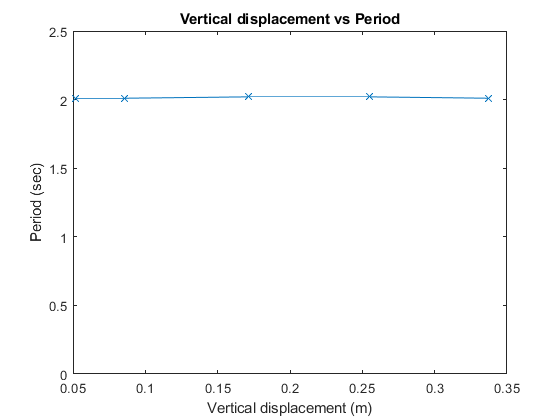 Vertical displacement vs Period
2.5
2
1.5
1
0.5
0
Period (sec)
0.05 0.1 0.15 0.2 0.25 0.3 0.35
Vertical displacement (m)